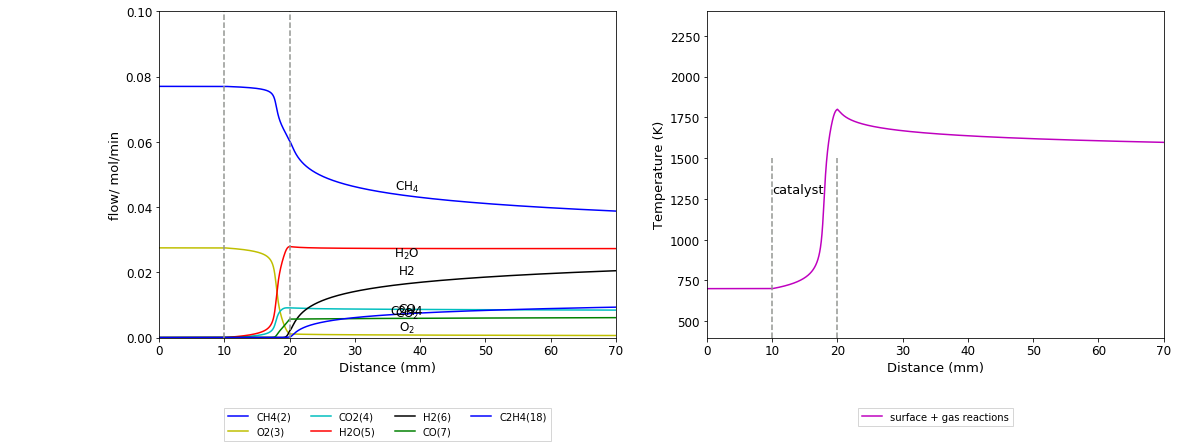 0.10
0.08
0.06
0.04
0.02
0.00
flow/ mol/min
CH₄
H₂O
H2
CO
C2H4
CO₂
O₂
0 10 20 30 40 50 60 70
Distance (mm)
CH4(2) CO2(4) H2(6) C2H4(18)
O2(3) H2O(5) CO(7)
2250
2000
1750
1500
1250
1000
750
500
Temperature (K)
catalyst
0 10 20 30 40 50 60 70
Distance (mm)
surface + gas reactions